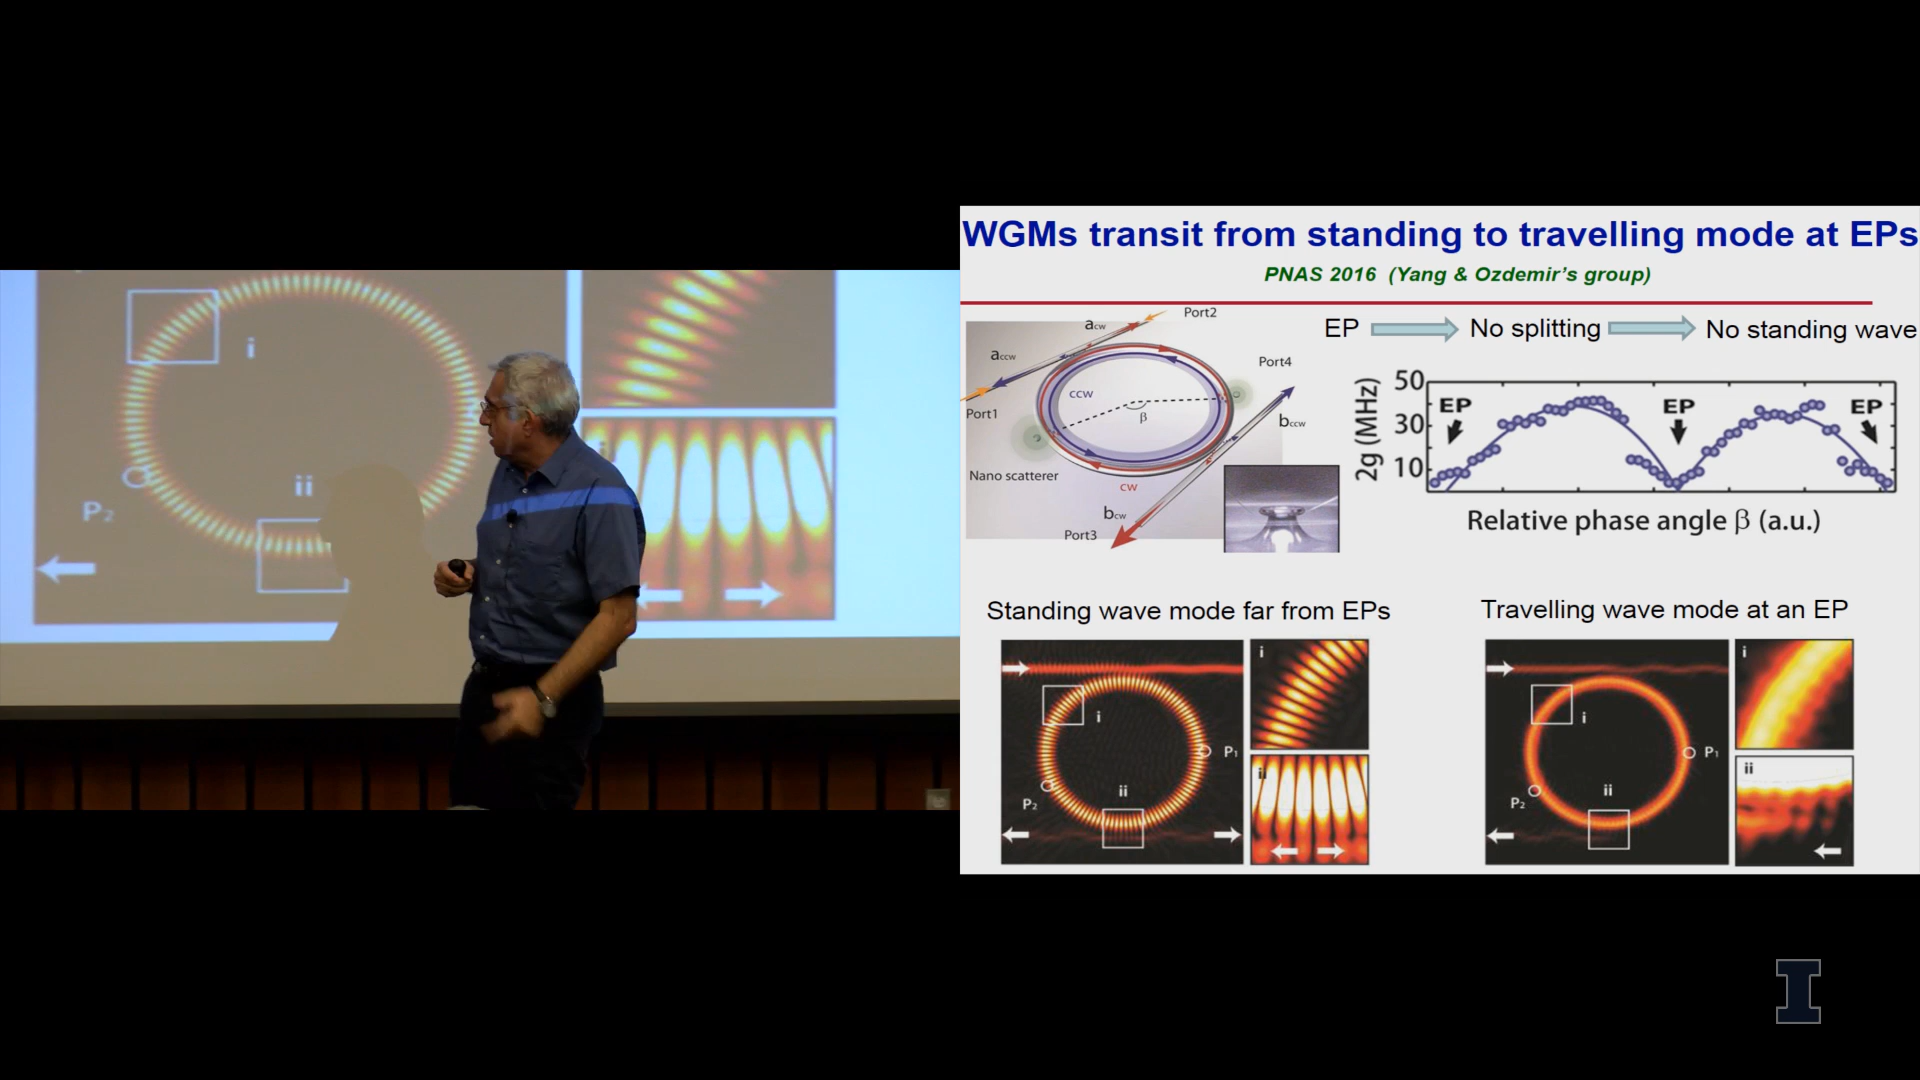 i
ii
P₂
WGMs transit from standing to travelling mode at EPs
PNAS 2016 (Yang & Ozdemir's group)
EP
No splitting
No standing wave
Port2
acw
accw
Port4
ccw
β
Port1
bccw
Nano scatterer
cw
bcw
Port3
50
30
10
2g (MHz)
EP
EP
EP
Relative phase angle β (a.u.)
Standing wave mode far from EPs
i
ii
P₁
P₂
i
ii
Travelling wave mode at an EP
i
ii
P₁
P₂
i
ii
I